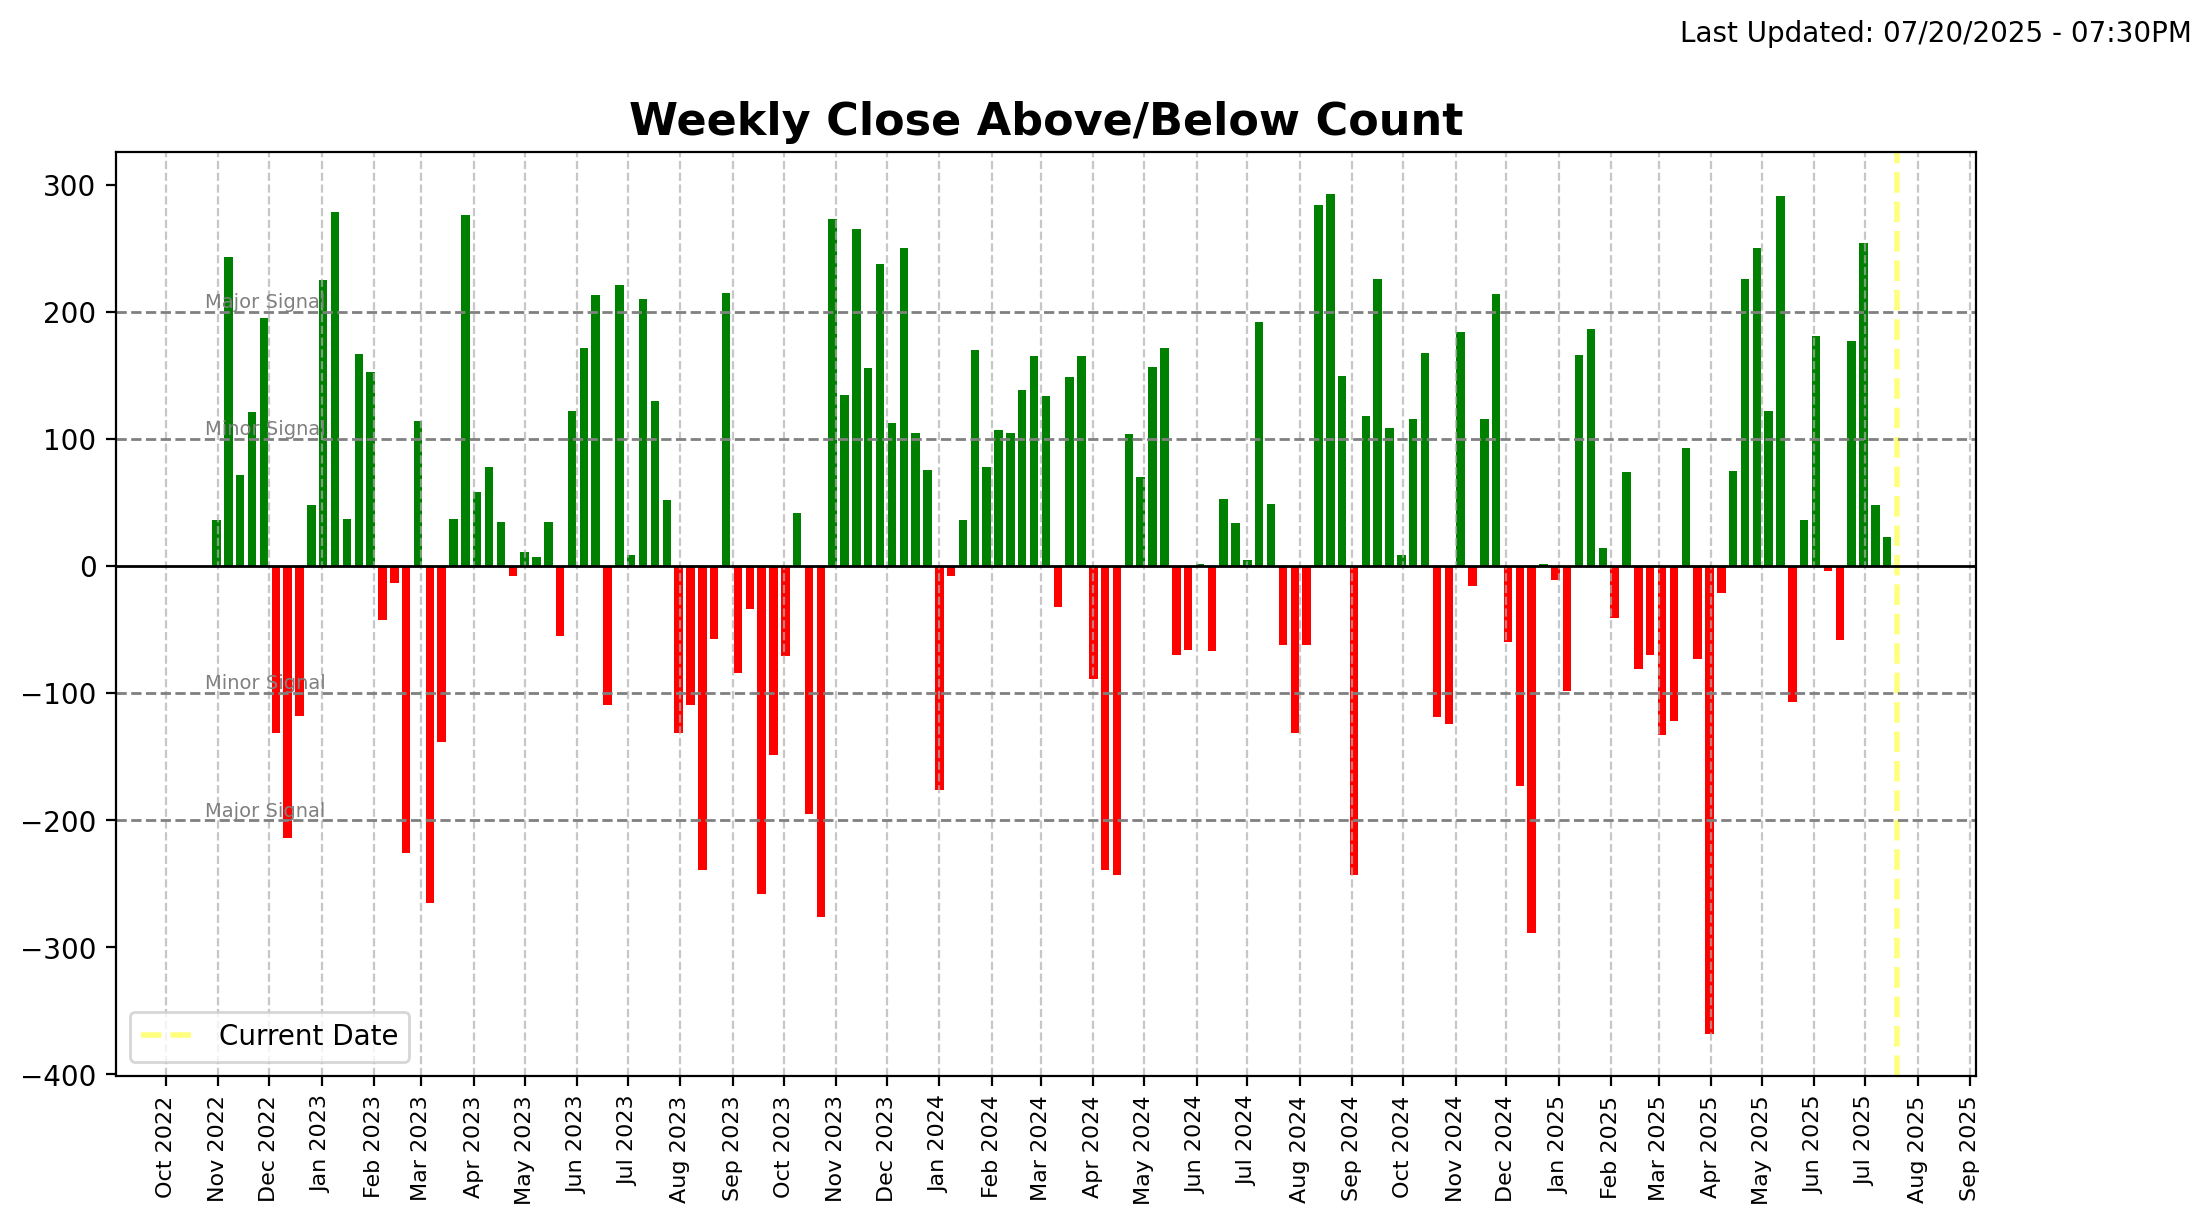 Last Updated: 07/20/2025 - 07:30PM
Weekly Close Above/Below Count
300
200
100
0
−100
−200
−300
−400
Major Signal
Minor Signal
Minor Signal
Major Signal
Current Date
Oct 2022
Nov 2022
Dec 2022
Jan 2023
Feb 2023
Mar 2023
Apr 2023
May 2023
Jun 2023
Jul 2023
Aug 2023
Sep 2023
Oct 2023
Nov 2023
Dec 2023
Jan 2024
Feb 2024
Mar 2024
Apr 2024
May 2024
Jun 2024
Jul 2024
Aug 2024
Sep 2024
Oct 2024
Nov 2024
Dec 2024
Jan 2025
Feb 2025
Mar 2025
Apr 2025
May 2025
Jun 2025
Jul 2025
Aug 2025
Sep 2025